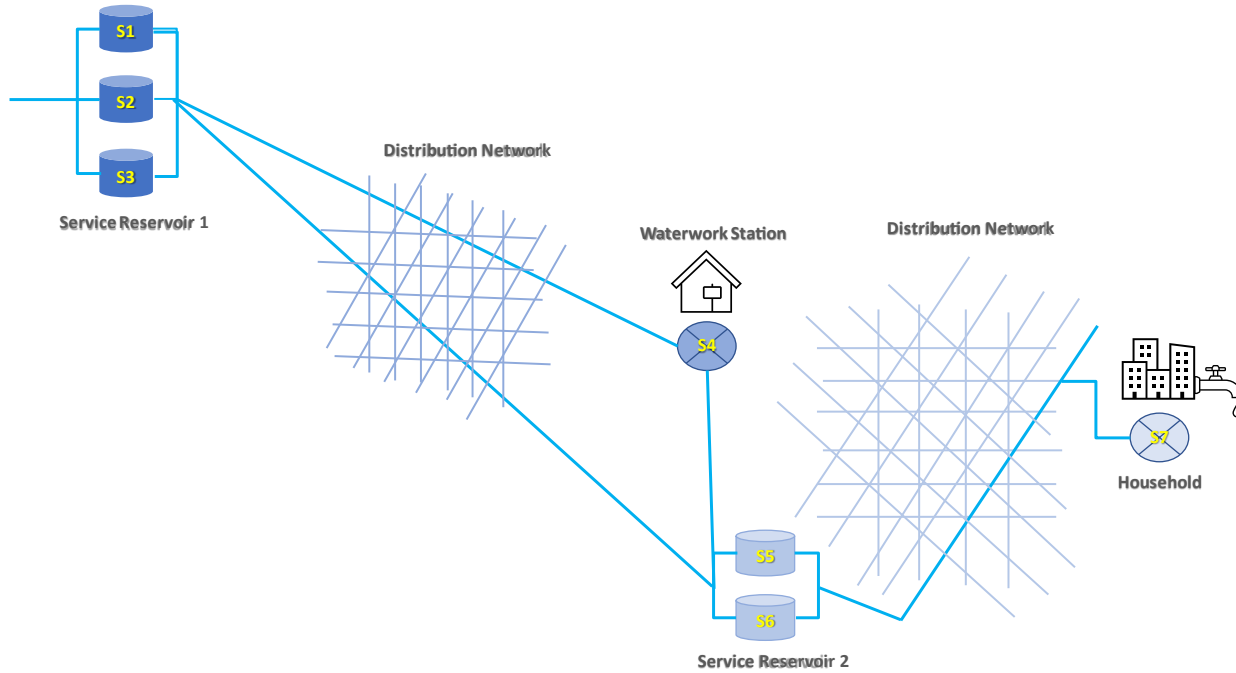 S1
S2
S3
Service Reservoir 1
Distribution Network
Waterwork Station
S4
Distribution Network
S7
Household
S5
S6
Service Reservoir 2